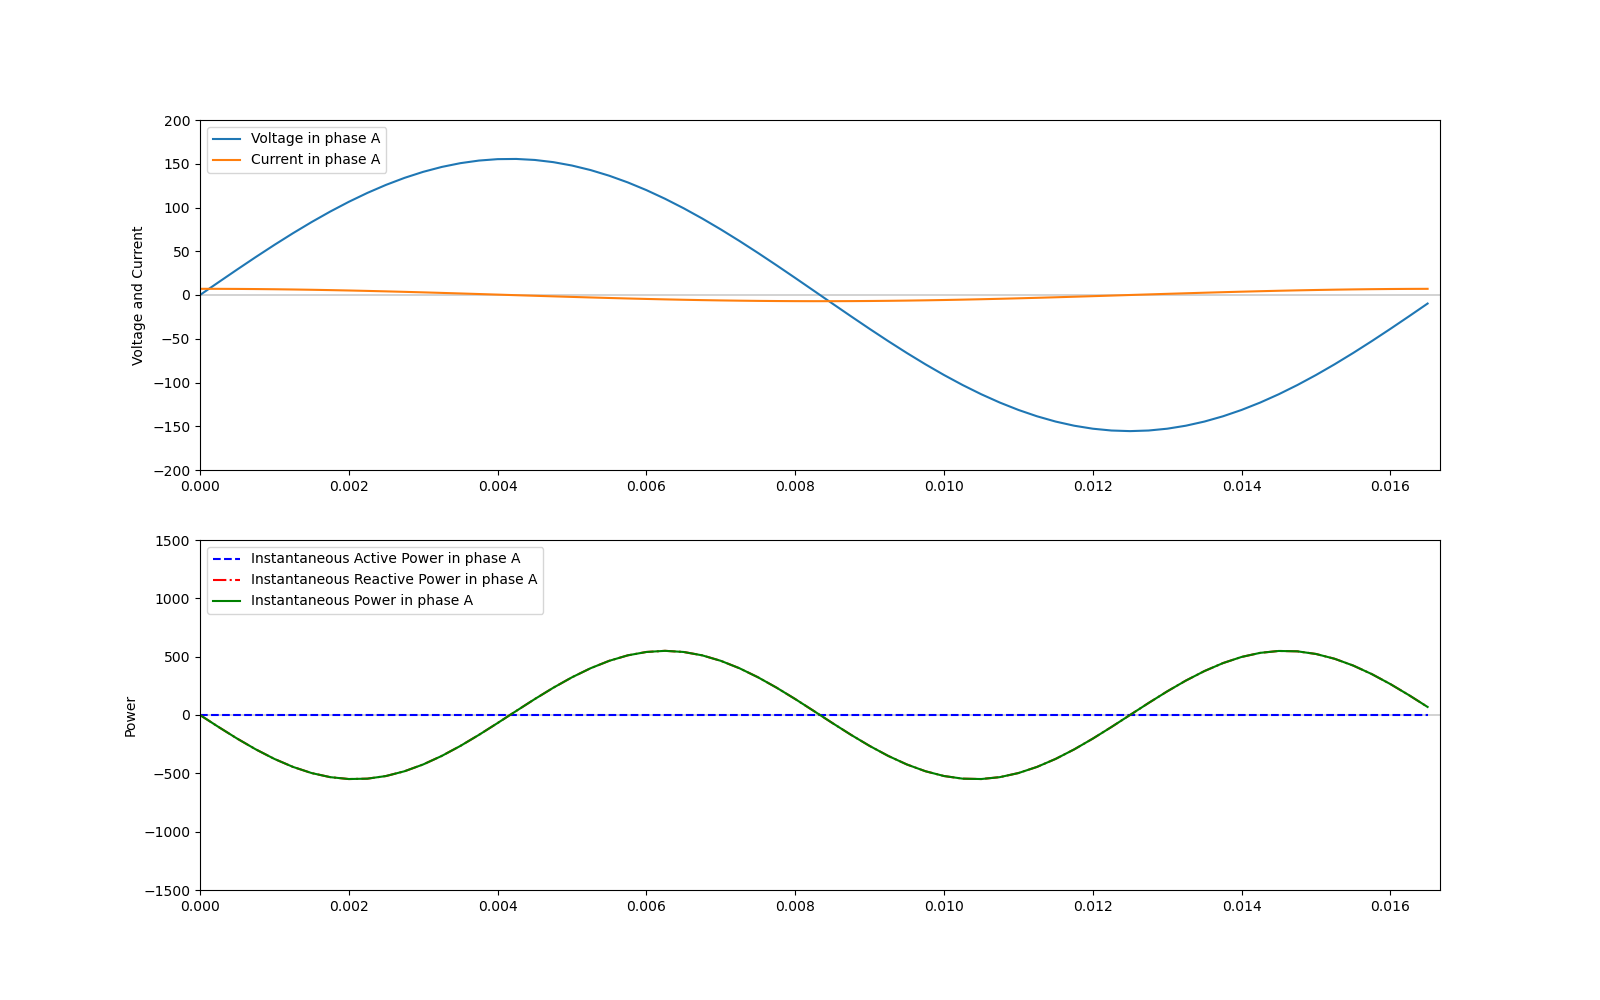 200
150
100
50
0
−50
−100
−150
−200
Voltage and Current
Voltage in phase A
Current in phase A
0.000 0.002 0.004 0.006 0.008 0.010 0.012 0.014 0.016
1500
1000
500
0
−500
−1000
−1500
Power
Instantaneous Active Power in phase A
Instantaneous Reactive Power in phase A
Instantaneous Power in phase A
0.000 0.002 0.004 0.006 0.008 0.010 0.012 0.014 0.016